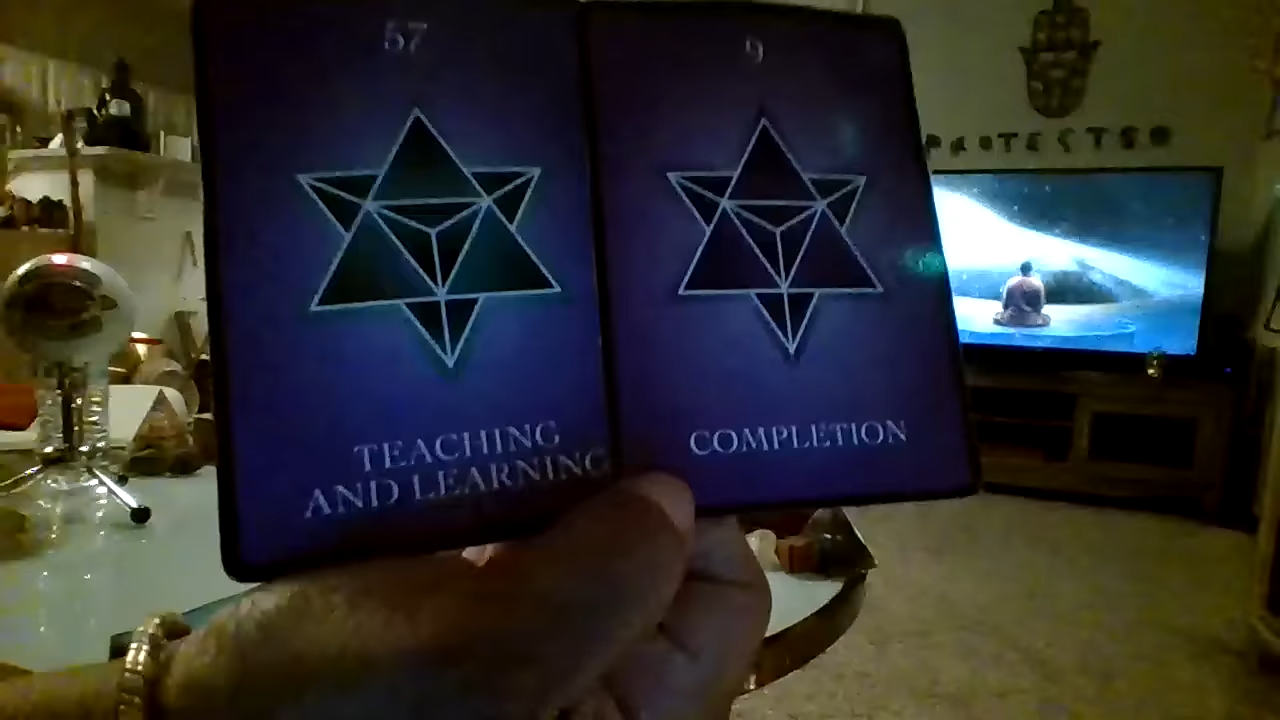 57
TEACHING
AND LEARNING
9
COMPLETION
PROTECTED